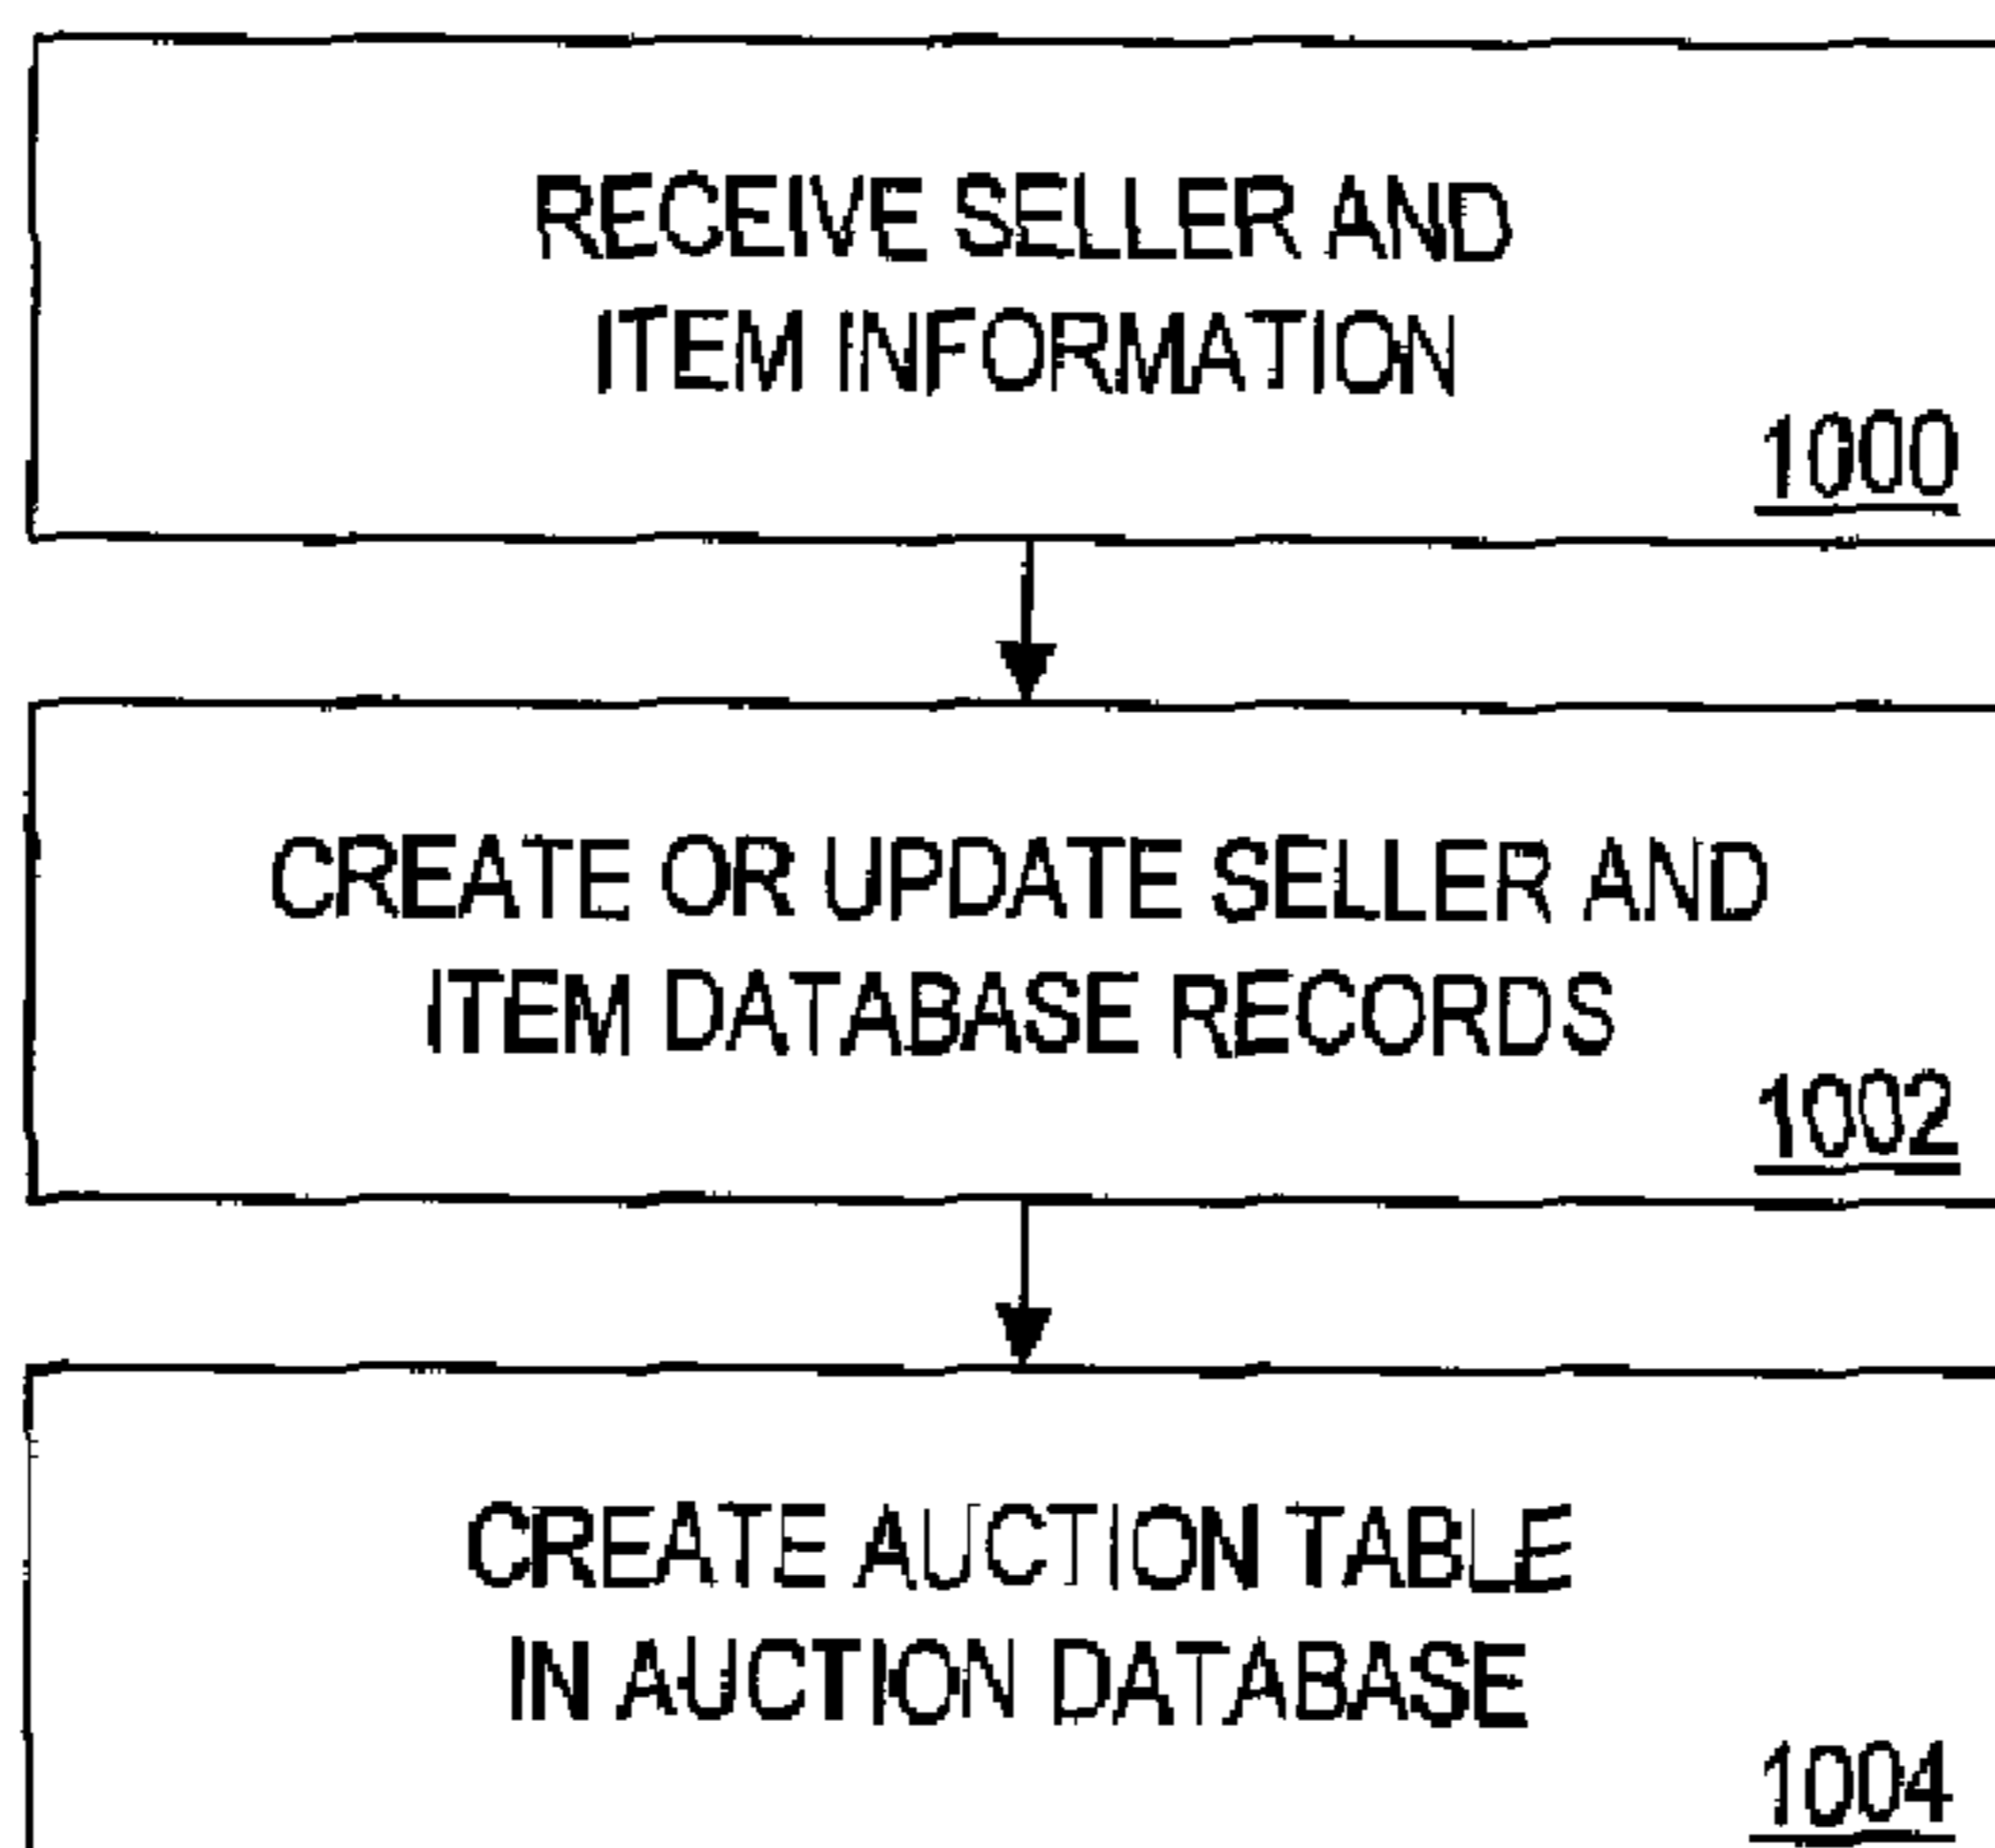 RECEIVE SELLER AND
ITEM INFORMATION
1000
CREATE OR UPDATE SELLER AND
ITEM DATABASE RECORDS
1002
CREATE AUCTION TABLE
IN AUCTION DATABASE
1004